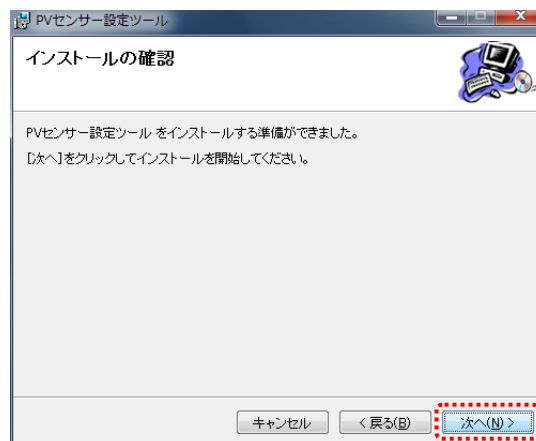 PVセンサー設定ツール
インストールの確認
PVセンサー設定ツール をインストールする準備ができました。
[次へ]をクリックしてインストールを開始してください。
キャンセル
< 戻る(B)
次へ(N) >